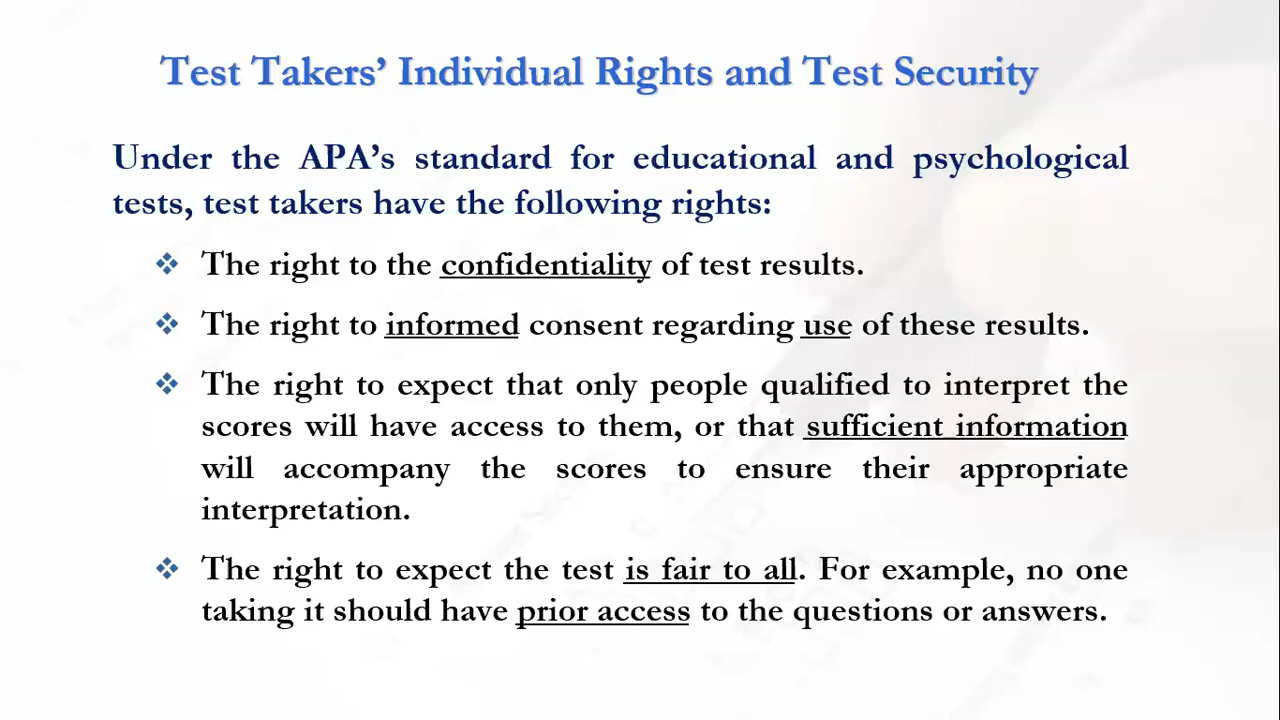 Test Takers’ Individual Rights and Test Security
Under the APA’s standard for educational and psychological
tests, test takers have the following rights:
❖ The right to the confidentiality of test results.
❖ The right to informed consent regarding use of these results.
❖ The right to expect that only people qualified to interpret the
scores will have access to them, or that sufficient information
will accompany the scores to ensure their appropriate
interpretation.
❖ The right to expect the test is fair to all. For example, no one
taking it should have prior access to the questions or answers.